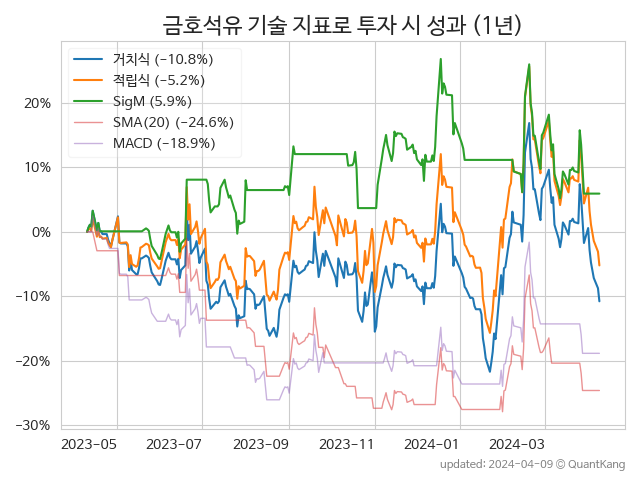 금호석유 기술 지표로 투자 시 성과 (1년)
거치식 (−10.8%)
적립식 (−5.2%)
SigM (5.9%)
SMA(20) (−24.6%)
MACD (−18.9%)
20%
10%
0%
−10%
−20%
−30%
2023-05 2023-07 2023-09 2023-11 2024-01 2024-03
updated: 2024-04-09 © QuantKang